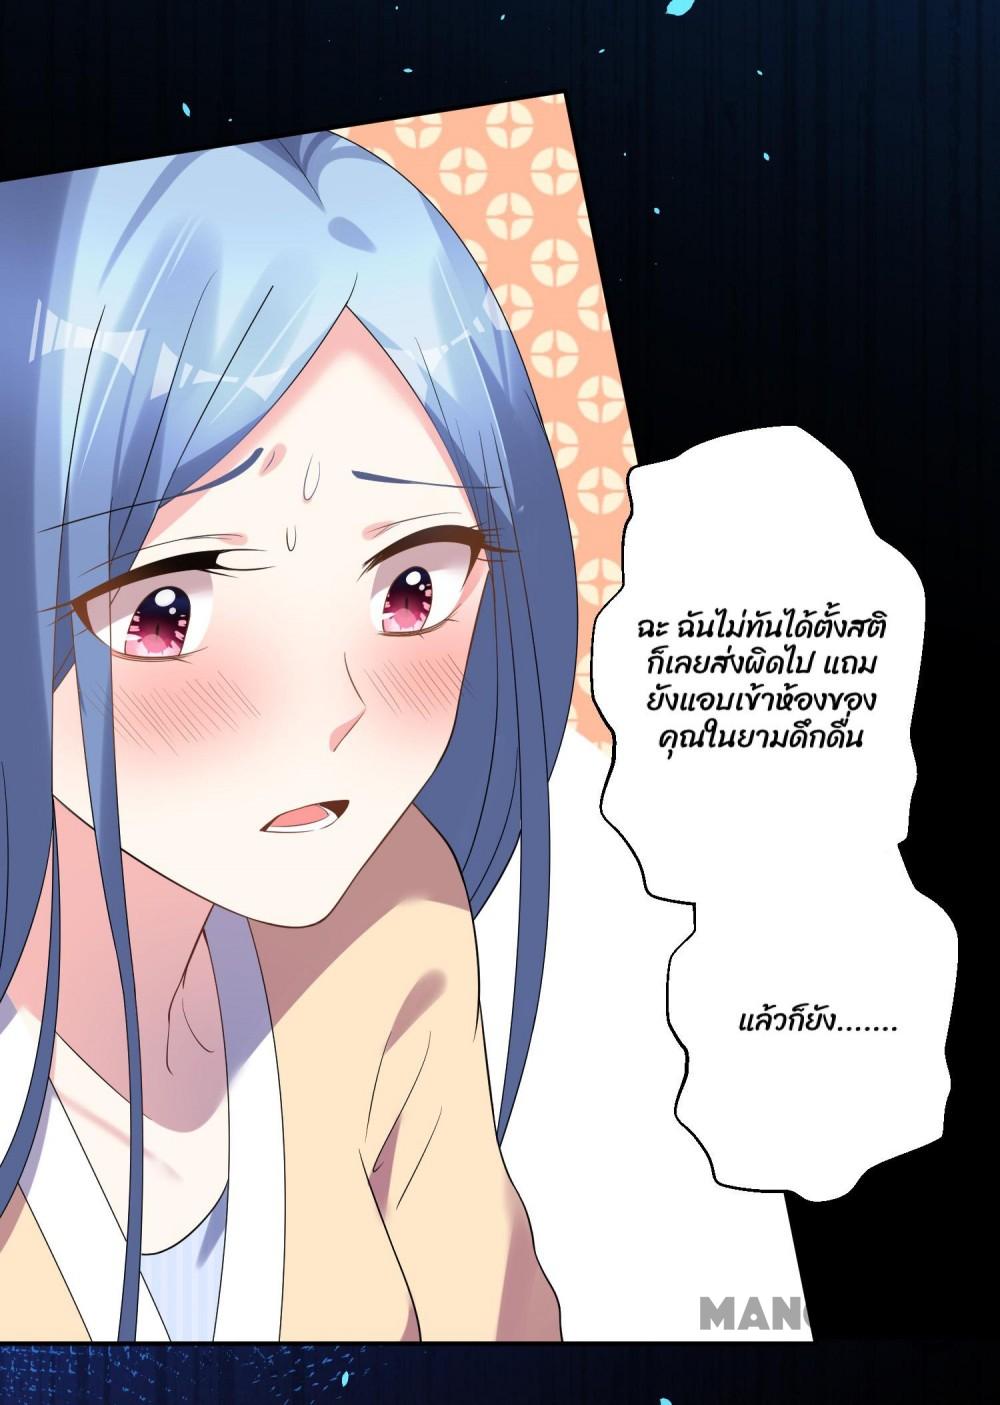 ฉะ ฉันไม่ทันได้ตั้งสติ
ก็เลยส่งผิดไป แถม
ยังแอบเข้าห้องของ
คุณในยามดึกดื่น
แล้วก็ยัง.......
MAN